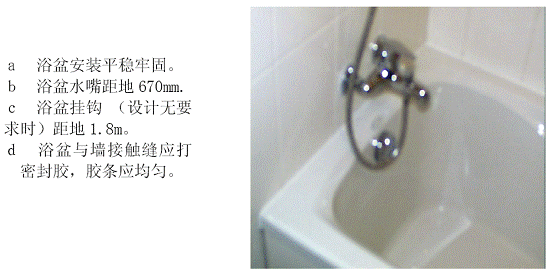 a 浴盆安装平稳牢固。
b 浴盆水嘴距地 670mm.
c 浴盆挂钩 （设计无要
求时）距地 1.8m。
d 浴盆与墙接触缝应打
密封胶，胶条应均匀。